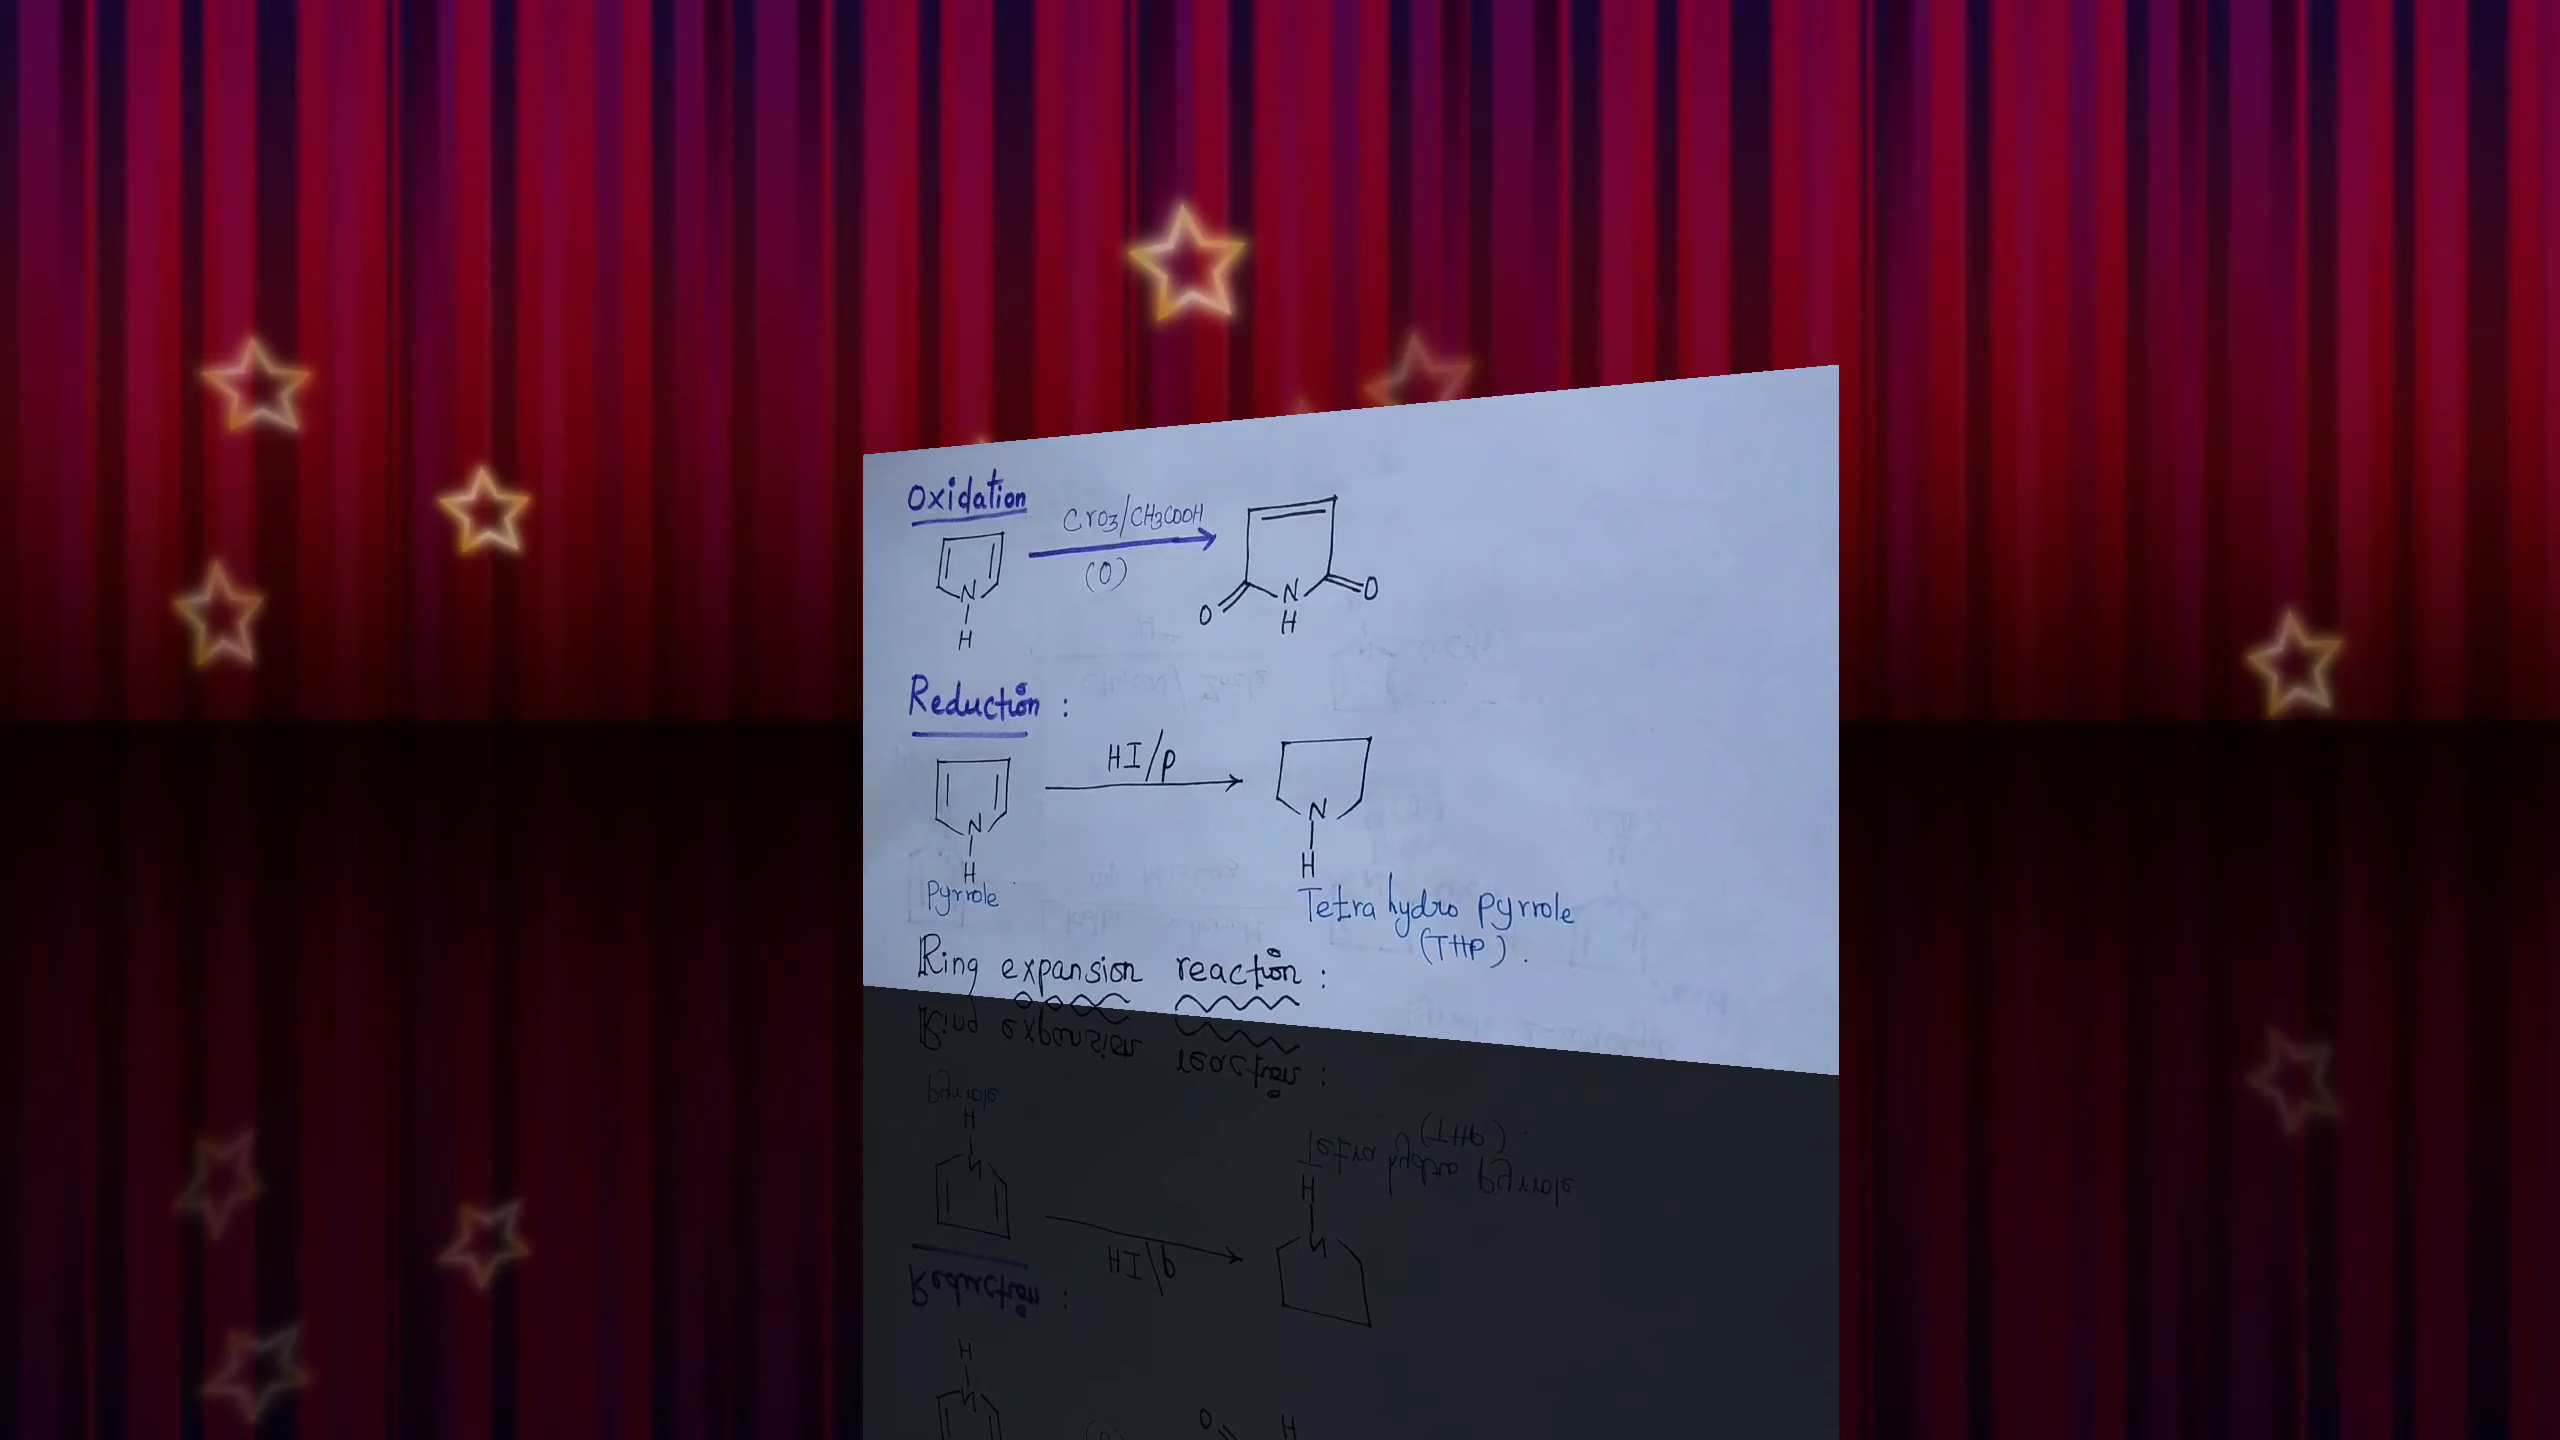 Oxidation
CrO3/CH3COOH
(O)
N
H
O
N
H
O
Reduction :
HI/P
N
H
Pyrrole
N
H
Tetra hydro pyrrole
(THP).
Ring expansion reaction :